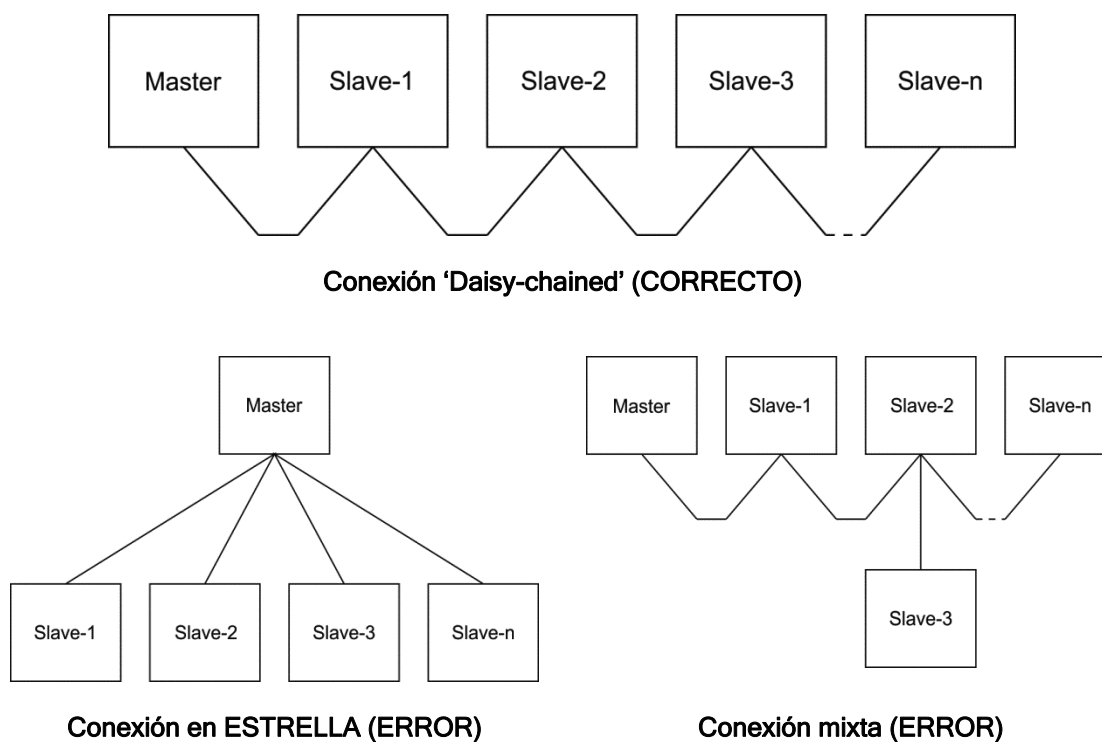 Master
Slave-1
Slave-2
Slave-3
Slave-n
Conexión ‘Daisy-chained’ (CORRECTO)
Master
Slave-1
Slave-2
Slave-3
Slave-n
Conexión en ESTRELLA (ERROR)
Master
Slave-1
Slave-2
Slave-n
Slave-3
Conexión mixta (ERROR)